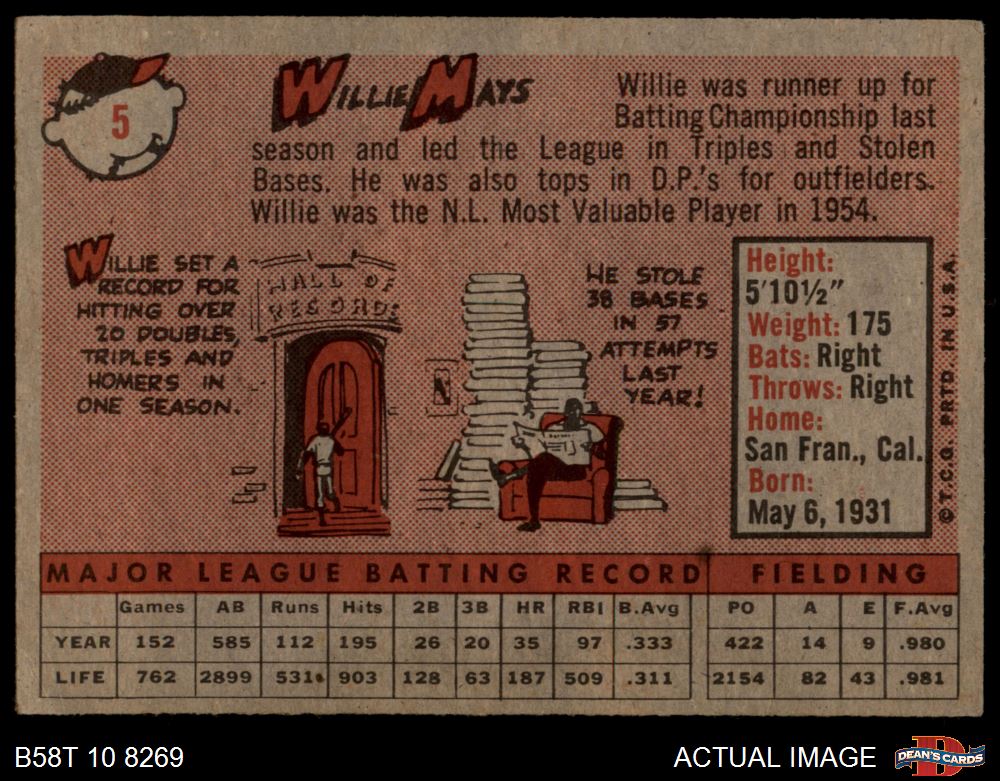 5
WILLIE MAYS
Willie was runner up for
Batting Championship last
season and led the League in Triples and Stolen
Bases. He was also tops in D.P.'s for outfielders.
Willie was the N.L. Most Valuable Player in 1954.
WILLIE SET A
RECORD FOR
HITTING OVER
20 DOUBLES,
TRIPLES AND
HOMERS IN
ONE SEASON.
HALL OF
RECORDS
HE STOLE
38 BASES
IN 57
ATTEMPTS
LAST
YEAR!
Height:
5'10½"
Weight: 175
Bats: Right
Throws: Right
Home:
San Fran., Cal.
Born:
May 6, 1931
© T.C.G. PRTD. IN U.S.A.
MAJOR LEAGUE BATTING RECORD FIELDING
Games AB Runs Hits 2B 3B HR RBI B.Avg PO A E F.Avg
YEAR 152 585 112 195 26 20 35 97 .333 422 14 9 .980
LIFE 762 2899 531 903 128 63 187 509 .311 2154 82 43 .981
B58T 10 8269 ACTUAL IMAGE
DEAN'S CARDS